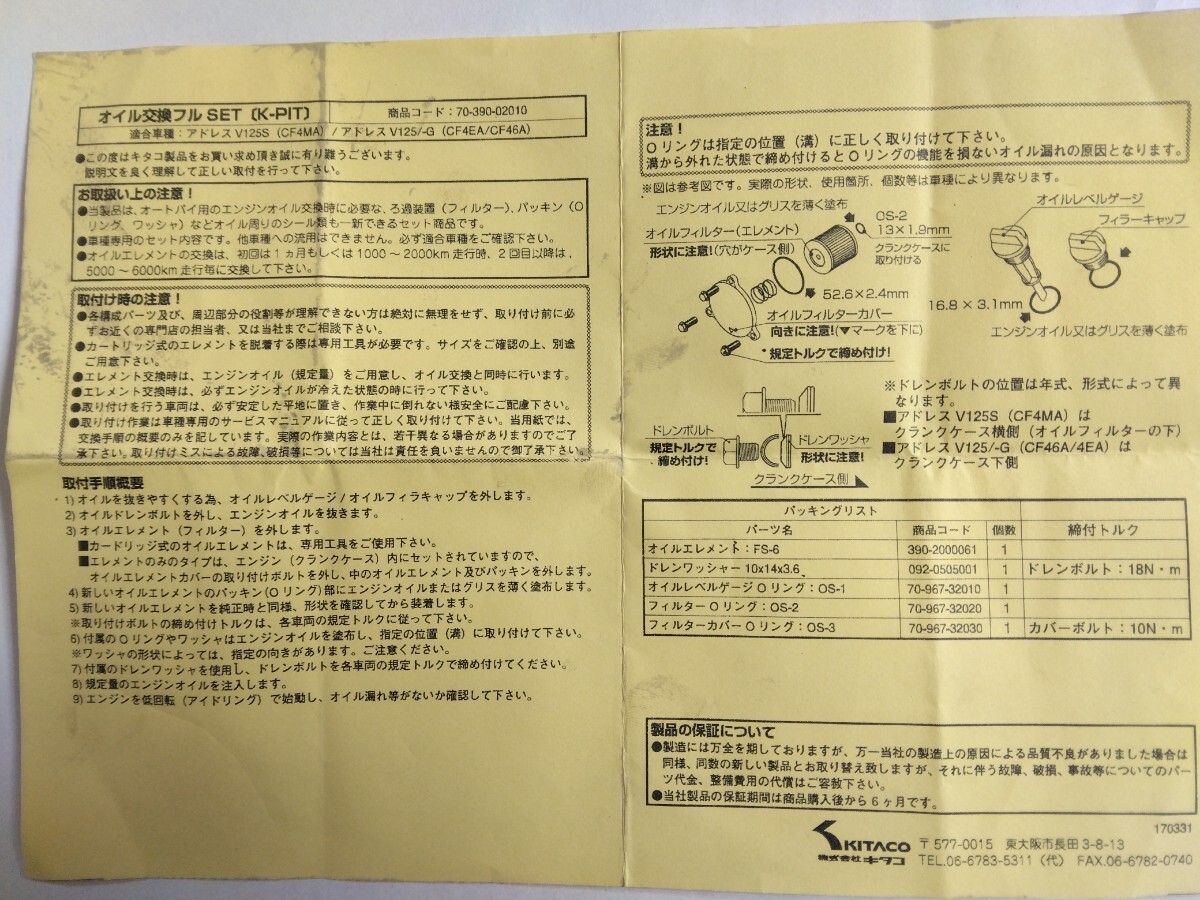 オイル交換フル SET〔K-PIT〕 商品コード：70-390-02010
適合車種：アドレス V125S（CF4MA）/ アドレス V125/-G（CF4EA/CF46A）
●この度はキタコ製品をお買い求め頂き誠に有り難うございます。
説明文を良く理解して正しい取付を行って下さい。
お取扱い上の注意！
●当製品は、オートバイ用のエンジンオイル交換時に必要な、ろ過装置（フィルター）、パッキン（O
リング、ワッシャ）などオイル周りのシール類も一新できるセット商品です。
●車種専用のセット内容です。他車種への流用はできません。必ず適合車種をご確認下さい。
●オイルエレメントの交換は、初回は1ヵ月もしくは1000～2000km走行時、2回目以降は、
5000～6000km走行毎に交換して下さい。
取付け時の注意！
●各構成パーツ及び、周辺部分の役割等が理解できない方は絶対に無理をせず、取付け前に必
ずお近くの専門店の担当者、又は当社までご相談下さい。
●カートリッジ式のエレメントを脱着する際は専用工具が必要です。サイズをご確認の上、別途
ご用意下さい。
●エレメント交換時は、エンジンオイル（規定量）をご用意し、オイル交換と同時に行います。
●エレメント交換時は、必ずエンジンオイルが冷えた状態の時に行って下さい。
●取り付けを行う車両は、必ず安定した平地に置き、作業中に倒れない様安全にご配慮下さい。
●取り付け作業は車種専用のサービスマニュアルに従って正しく取り付けて下さい。当用紙では、
交換手順の概要のみを記しています。実際の作業内容とは、若干異なる場合がありますのでご了
承下さい。取り付けミスによる故障、破損等については当社は責任を良いませんので御了承下さい。
取付手順概要
1）オイルを抜きやすくする為、オイルレベルゲージ / オイルフィラキャップを外します。
2）オイルドレンボルトを外し、エンジンオイルを抜きます。
3）オイルエレメント（フィルター）を外します。
■カードリッジ式のオイルエレメントは、専用工具をご使用下さい。
■エレメントのみのタイプは、エンジン（クランクケース）内にセットされていますので、
オイルエレメントカバーの取り付けボルトを外し、中のオイルエレメント及びパッキンを外します。
4）新しいオイルエレメントのパッキン（Oリング）部にエンジンオイルまたはグリスを薄く塗布します。
5）新しいオイルエレメントを純正時と同様、形状を確認してから装着します。
※取り付けボルトの締め付けトルクは、各車両の規定トルクに従って下さい。
6）付属のOリングやワッシャはエンジンオイルを塗布し、指定の位置（溝）に取り付けて下さい。
※ワッシャの形状によっては、指定の向きがあります。ご注意ください。
7）付属のドレンワッシャを使用し、ドレンボルトを各車両の規定トルクで締め付けてください。
8）規定量のエンジンオイルを注入します。
9）エンジンを低回転（アイドリング）で始動し、オイル漏れ等がないか確認して下さい。
注意！
Oリングは指定の位置（溝）に正しく取り付けて下さい。
溝から外れた状態で締め付けるとOリングの機能を損ないオイル漏れの原因となります。
※図は参考図です。実際の形状、使用箇所、個数等は車種により異なります。
エンジンオイル又はグリスを薄く塗布
オイルフィルター（エレメント）
形状に注意！（穴がケース側）
OS-2
13×1.9mm
クランクケースに
取り付ける
52.6×2.4mm
オイルフィルターカバー
向きに注意！（▼マークを下に）
*規定トルクで締め付け！
オイルレベルゲージ
フィラーキャップ
16.8×3.1mm
エンジンオイル又はグリスを薄く塗布
ドレンボルト
規定トルクで
締め付け！
ドレンワッシャ
形状に注意！
クランクケース側
※ドレンボルトの位置は年式、形式によって異
なります。
■アドレス V125S（CF4MA）は
クランクケース横側（オイルフィルターの下）
■アドレス V125/-G（CF46A/4EA）は
クランクケース下側
パッキングリスト
パーツ名 商品コード 個数 締付トルク
オイルエレメント：FS-6 390-2000061 1
ドレンワッシャー 10x14x3.6 092-0505001 1 ドレンボルト：18N・m
オイルレベルゲージ O リング：OS-1 70-967-32010 1
フィルター O リング：OS-2 70-967-32020 1
フィルターカバー O リング：OS-3 70-967-32030 1 カバーボルト：10N・m
製品の保証について
●製造には万全を期しておりますが、万一当社の製造上の原因による品質不良がありました場合は
同様、同数の新しい製品とお取り替え致しますが、それに伴う故障、破損、事故等についてのパー
ツ代金、整備費用の代償はご容赦下さい。
●当社製品の保証期間は商品購入後から6ヶ月です。
170331
KITACO 〒577-0015 東大阪市長田3-8-13
株式会社 キタコ TEL.06-6783-5311（代） FAX.06-6782-0740